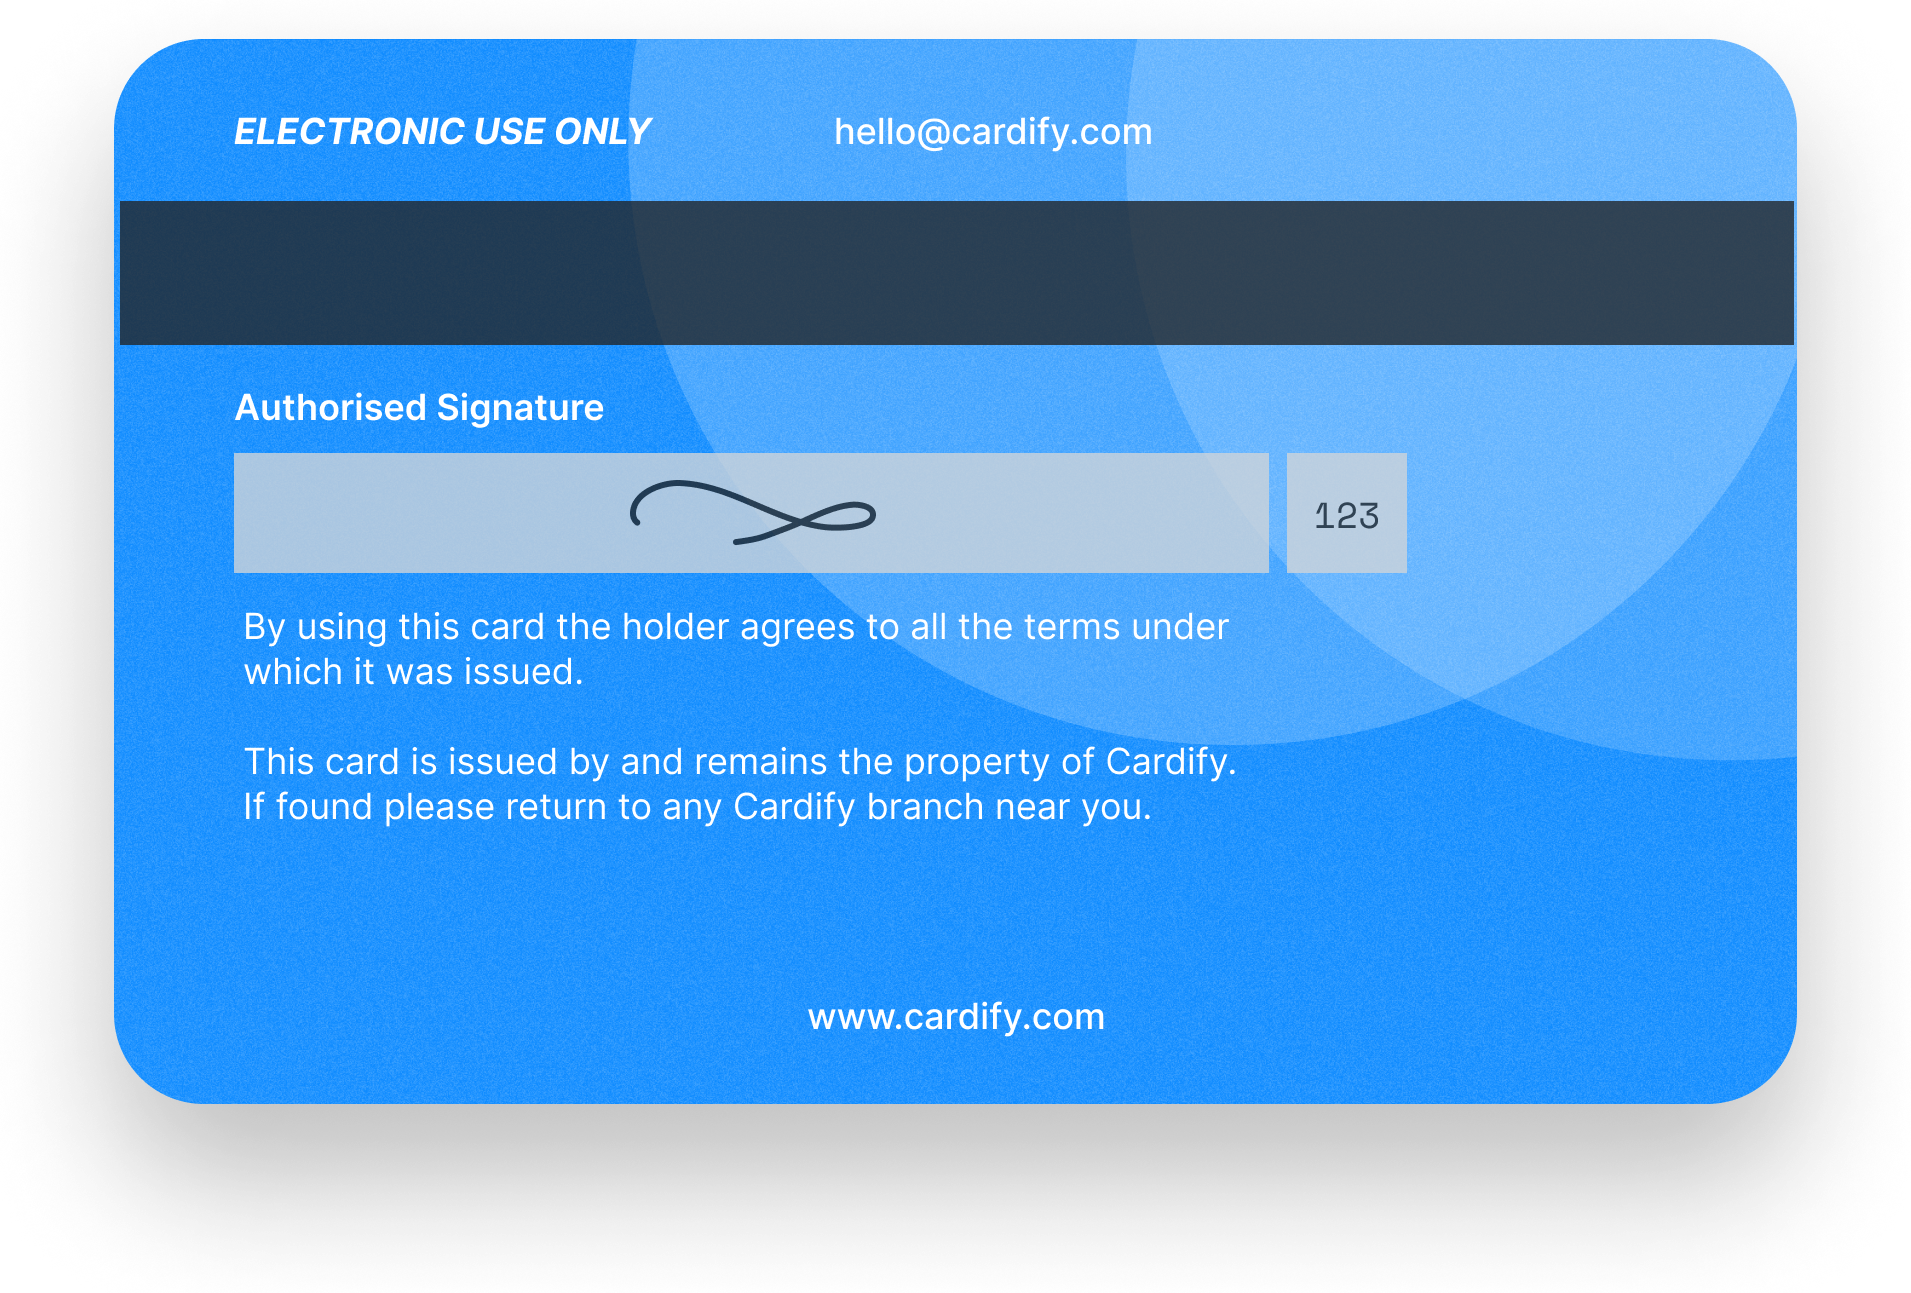 ELECTRONIC USE ONLY hello@cardify.com
Authorised Signature
123
By using this card the holder agrees to all the terms under
which it was issued.
This card is issued by and remains the property of Cardify.
If found please return to any Cardify branch near you.
www.cardify.com